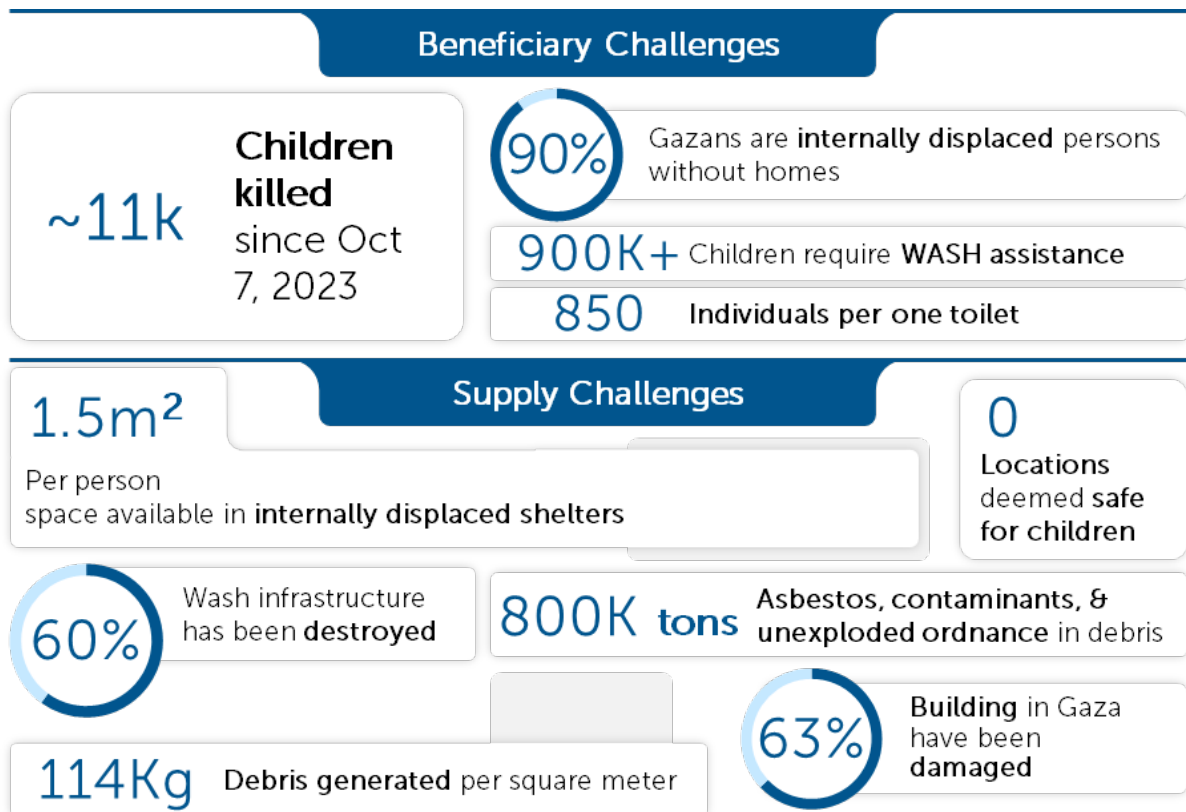 Beneficiary Challenges
~11k
Children
killed
since Oct
7, 2023
90%
Gazans are internally displaced persons
without homes
900K+ Children require WASH assistance
850 Individuals per one toilet
Supply Challenges
1.5m²
Per person
space available in internally displaced shelters
0
Locations
deemed safe
for children
60%
Wash infrastructure
has been destroyed
800K tons
Asbestos, contaminants, &
unexploded ordnance in debris
63%
Building in Gaza
have been
damaged
114Kg Debris generated per square meter